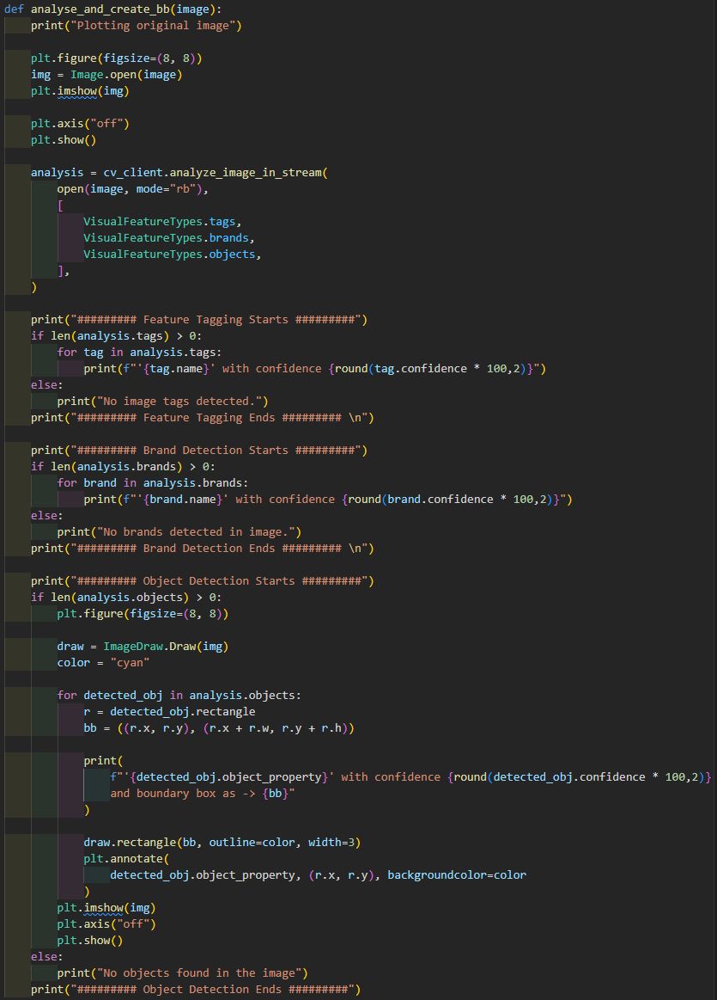 def analyse_and_create_bb(image):
    print("Plotting original image")

    plt.figure(figsize=(8, 8))
    img = Image.open(image)
    plt.imshow(img)

    plt.axis("off")
    plt.show()

    analysis = cv_client.analyze_image_in_stream(
        open(image, mode="rb"),
        [
            VisualFeatureTypes.tags,
            VisualFeatureTypes.brands,
            VisualFeatureTypes.objects,
        ],
    )

    print("######### Feature Tagging Starts #########")
    if len(analysis.tags) > 0:
        for tag in analysis.tags:
            print(f"'{tag.name}' with confidence {round(tag.confidence * 100,2)}")
    else:
        print("No image tags detected.")
    print("######### Feature Tagging Ends ######### \n")

    print("######### Brand Detection Starts #########")
    if len(analysis.brands) > 0:
        for brand in analysis.brands:
            print(f"'{brand.name}' with confidence {round(brand.confidence * 100,2)}")
    else:
        print("No brands detected in image.")
    print("######### Brand Detection Ends ######### \n")

    print("######### Object Detection Starts #########")
    if len(analysis.objects) > 0:
        plt.figure(figsize=(8, 8))

        draw = ImageDraw.Draw(img)
        color = "cyan"

        for detected_obj in analysis.objects:
            r = detected_obj.rectangle
            bb = ((r.x, r.y), (r.x + r.w, r.y + r.h))

            print(
                f"'{detected_obj.object_property}' with confidence {round(detected_obj.confidence * 100,2)}
                and boundary box as -> {bb}"
            )

            draw.rectangle(bb, outline=color, width=3)
            plt.annotate(
                detected_obj.object_property, (r.x, r.y), backgroundcolor=color
            )
        plt.imshow(img)
        plt.axis("off")
        plt.show()
    else:
        print("No objects found in the image")
    print("######### Object Detection Ends #########")